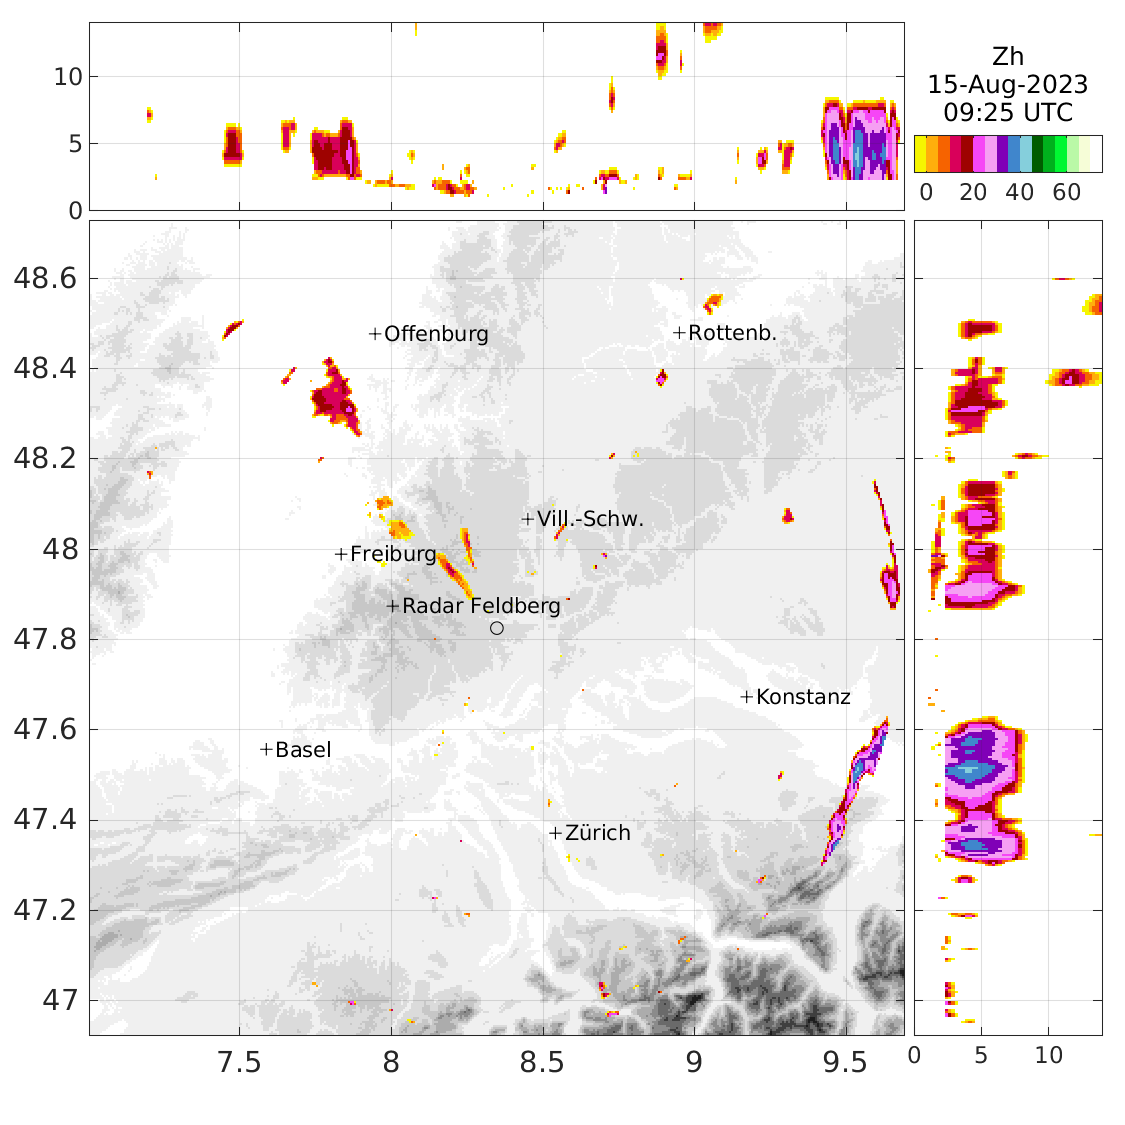 Zh
15-Aug-2023
09:25 UTC
0 20 40 60
10
5
0
48.6
48.4
48.2
48
47.8
47.6
47.4
47.2
47
+Offenburg
+Rottenb.
+Vill.-Schw.
+Freiburg
+Radar Feldberg
+Konstanz
+Basel
+Zürich
7.5 8 8.5 9 9.5
0 5 10